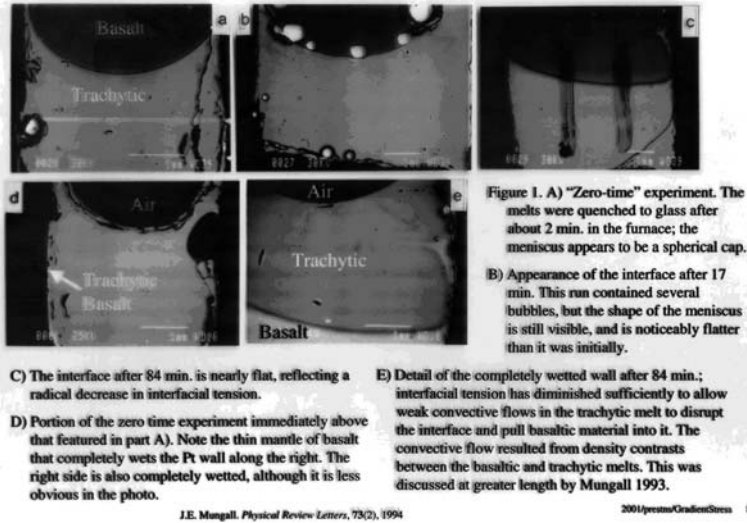 a
b
c
Basalt
Trachytic
d
e
Air
Air
Trachytic
Basalt
Trachytic
Basalt
Figure 1. A) "Zero-time" experiment. The
melts were quenched to glass after
about 2 min. in the furnace; the
meniscus appears to be a spherical cap.
B) Appearance of the interface after 17
min. This run contained several
bubbles, but the shape of the meniscus
is still visible, and is noticeably flatter
than it was initially.
C) The interface after 84 min. is nearly flat, reflecting a
radical decrease in interfacial tension.
D) Portion of the zero time experiment immediately above
that featured in part A). Note the thin mantle of basalt
that completely wets the Pt wall along the right. The
right side is also completely wetted, although it is less
obvious in the photo.
E) Detail of the completely wetted wall after 84 min.;
interfacial tension has diminished sufficiently to allow
weak convective flows in the trachytic melt to disrupt
the interface and pull basaltic material into it. The
convective flow resulted from density contrasts
between the basaltic and trachytic melts. This was
discussed at greater length by Mungall 1993.
J.E. Mungall. Physical Review Letters, 73(2), 1994